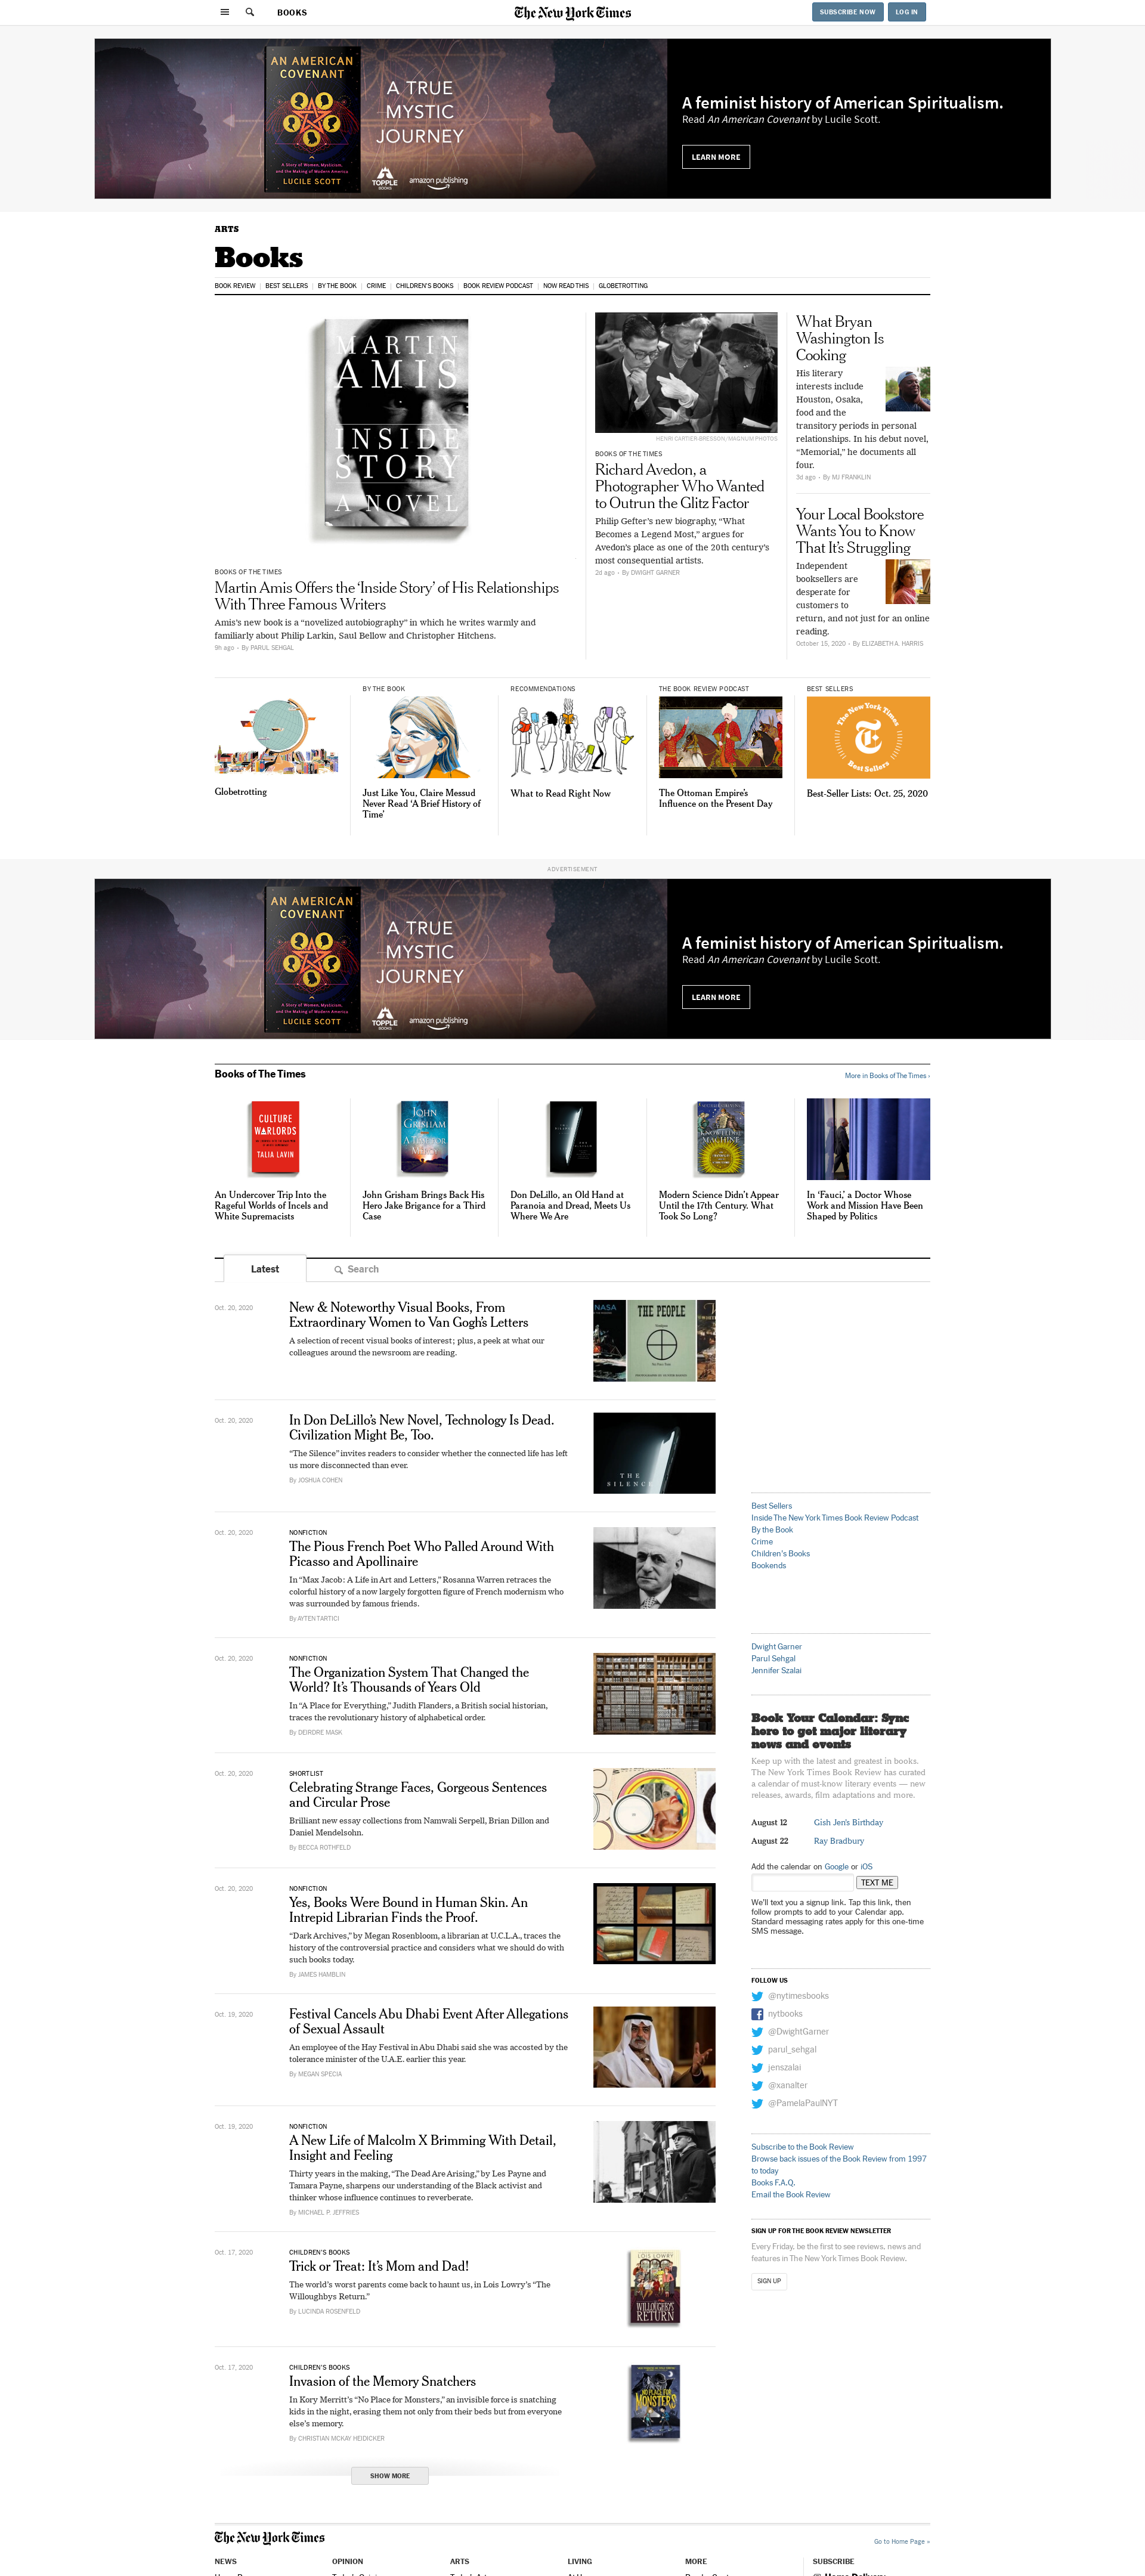 BOOKS
The New York Times
SUBSCRIBE NOW
LOG IN
AN AMERICAN
COVENANT
A Story of Women, Mysticism,
and the Making of Modern America
LUCILE SCOTT
A TRUE
MYSTIC
JOURNEY
TOPPLE
BOOKS
amazon publishing
A feminist history of American Spiritualism.
Read An American Covenant by Lucile Scott.
LEARN MORE
ARTS
Books
BOOK REVIEW
BEST SELLERS
BY THE BOOK
CRIME
CHILDREN'S BOOKS
BOOK REVIEW PODCAST
NOW READ THIS
GLOBETROTTING
MARTIN
AMIS
INSIDE
STORY
A NOVEL
BOOKS OF THE TIMES
Martin Amis Offers the ‘Inside Story’ of His Relationships
With Three Famous Writers
Amis’s new book is a “novelized autobiography” in which he writes warmly and
familiarly about Philip Larkin, Saul Bellow and Christopher Hitchens.
9h ago - By PARUL SEHGAL
HENRI CARTIER-BRESSON/MAGNUM PHOTOS
BOOKS OF THE TIMES
Richard Avedon, a
Photographer Who Wanted
to Outrun the Glitz Factor
Philip Gefter’s new biography, “What
Becomes a Legend Most,” argues for
Avedon’s place as one of the 20th century’s
most consequential artists.
2d ago - By DWIGHT GARNER
What Bryan
Washington Is
Cooking
His literary
interests include
Houston, Osaka,
food and the
transitory periods in personal
relationships. In his debut novel,
“Memorial,” he documents all
four.
3d ago - By MJ FRANKLIN
Your Local Bookstore
Wants You to Know
That It’s Struggling
Independent
booksellers are
desperate for
customers to
return, and not just for an online
reading.
October 15, 2020 - By ELIZABETH A. HARRIS
Globetrotting
BY THE BOOK
Just Like You, Claire Messud
Never Read ‘A Brief History of
Time’
RECOMMENDATIONS
What to Read Right Now
THE BOOK REVIEW PODCAST
The Ottoman Empire’s
Influence on the Present Day
BEST SELLERS
The New York Times
Best Sellers
Best-Seller Lists: Oct. 25, 2020
ADVERTISEMENT
AN AMERICAN
COVENANT
A Story of Women, Mysticism,
and the Making of Modern America
LUCILE SCOTT
A TRUE
MYSTIC
JOURNEY
TOPPLE
BOOKS
amazon publishing
A feminist history of American Spiritualism.
Read An American Covenant by Lucile Scott.
LEARN MORE
Books of The Times
More in Books of The Times ›
CULTURE
WARLORDS
TALIA LAVIN
An Undercover Trip Into the
Rageful Worlds of Incels and
White Supremacists
JOHN
GRISHAM
A TIME FOR
MERCY
John Grisham Brings Back His
Hero Jake Brigance for a Third
Case
Don DeLillo, an Old Hand at
Paranoia and Dread, Meets Us
Where We Are
KNOWLEDGE
MACHINE
Modern Science Didn’t Appear
Until the 17th Century. What
Took So Long?
In ‘Fauci,’ a Doctor Whose
Work and Mission Have Been
Shaped by Politics
Latest
Search
Oct. 20, 2020
New & Noteworthy Visual Books, From
Extraordinary Women to Van Gogh’s Letters
A selection of recent visual books of interest; plus, a peek at what our
colleagues around the newsroom are reading.
NASA
THE PEOPLE
Oct. 20, 2020
In Don DeLillo’s New Novel, Technology Is Dead.
Civilization Might Be, Too.
“The Silence” invites readers to consider whether the connected life has left
us more disconnected than ever.
By JOSHUA COHEN
THE
SILENCE
Oct. 20, 2020
NONFICTION
The Pious French Poet Who Palled Around With
Picasso and Apollinaire
In “Max Jacob: A Life in Art and Letters,” Rosanna Warren retraces the
colorful history of a now largely forgotten figure of French modernism who
was surrounded by famous friends.
By AYTEN TARTICI
Oct. 20, 2020
NONFICTION
The Organization System That Changed the
World? It’s Thousands of Years Old
In “A Place for Everything,” Judith Flanders, a British social historian,
traces the revolutionary history of alphabetical order.
By DEIRDRE MASK
Oct. 20, 2020
SHORTLIST
Celebrating Strange Faces, Gorgeous Sentences
and Circular Prose
Brilliant new essay collections from Namwali Serpell, Brian Dillon and
Daniel Mendelsohn.
By BECCA ROTHFELD
Oct. 20, 2020
NONFICTION
Yes, Books Were Bound in Human Skin. An
Intrepid Librarian Finds the Proof.
“Dark Archives,” by Megan Rosenbloom, a librarian at U.C.L.A., traces the
history of the controversial practice and considers what we should do with
such books today.
By JAMES HAMBLIN
Oct. 19, 2020
Festival Cancels Abu Dhabi Event After Allegations
of Sexual Assault
An employee of the Hay Festival in Abu Dhabi said she was accosted by the
tolerance minister of the U.A.E. earlier this year.
By MEGAN SPECIA
Oct. 19, 2020
NONFICTION
A New Life of Malcolm X Brimming With Detail,
Insight and Feeling
Thirty years in the making, “The Dead Are Arising,” by Les Payne and
Tamara Payne, sharpens our understanding of the Black activist and
thinker whose influence continues to reverberate.
By MICHAEL P. JEFFRIES
Oct. 17, 2020
CHILDREN’S BOOKS
Trick or Treat: It’s Mom and Dad!
The world’s worst parents come back to haunt us, in Lois Lowry’s “The
Willoughbys Return.”
By LUCINDA ROSENFELD
LOIS LOWRY
WILLOUGHBYS
RETURN
Oct. 17, 2020
CHILDREN’S BOOKS
Invasion of the Memory Snatchers
In Kory Merritt’s “No Place for Monsters,” an invisible force is snatching
kids in the night, erasing them not only from their beds but from everyone
else’s memory.
By CHRISTIAN MCKAY HEIDICKER
NO PLACE FOR
MONSTERS
SHOW MORE
Best Sellers
Inside The New York Times Book Review Podcast
By the Book
Crime
Children's Books
Bookends
Dwight Garner
Parul Sehgal
Jennifer Szalai
Book Your Calendar: Sync
here to get major literary
news and events
Keep up with the latest and greatest in books.
The New York Times Book Review has curated
a calendar of must-know literary events — new
releases, awards, film adaptations and more.
August 12 Gish Jen's Birthday
August 22 Ray Bradbury
Add the calendar on Google or iOS
TEXT ME
We'll text you a signup link. Tap this link, then
follow prompts to add to your Calendar app.
Standard messaging rates apply for this one-time
SMS message.
FOLLOW US
@nytimesbooks
nytbooks
@DwightGarner
parul_sehgal
jenszalai
@xanalter
@PamelaPaulNYT
Subscribe to the Book Review
Browse back issues of the Book Review from 1997
to today
Books F.A.Q.
Email the Book Review
SIGN UP FOR THE BOOK REVIEW NEWSLETTER
Every Friday, be the first to see reviews, news and
features in The New York Times Book Review.
SIGN UP
The New York Times
Go to Home Page »
NEWS
OPINION
ARTS
LIVING
MORE
SUBSCRIBE